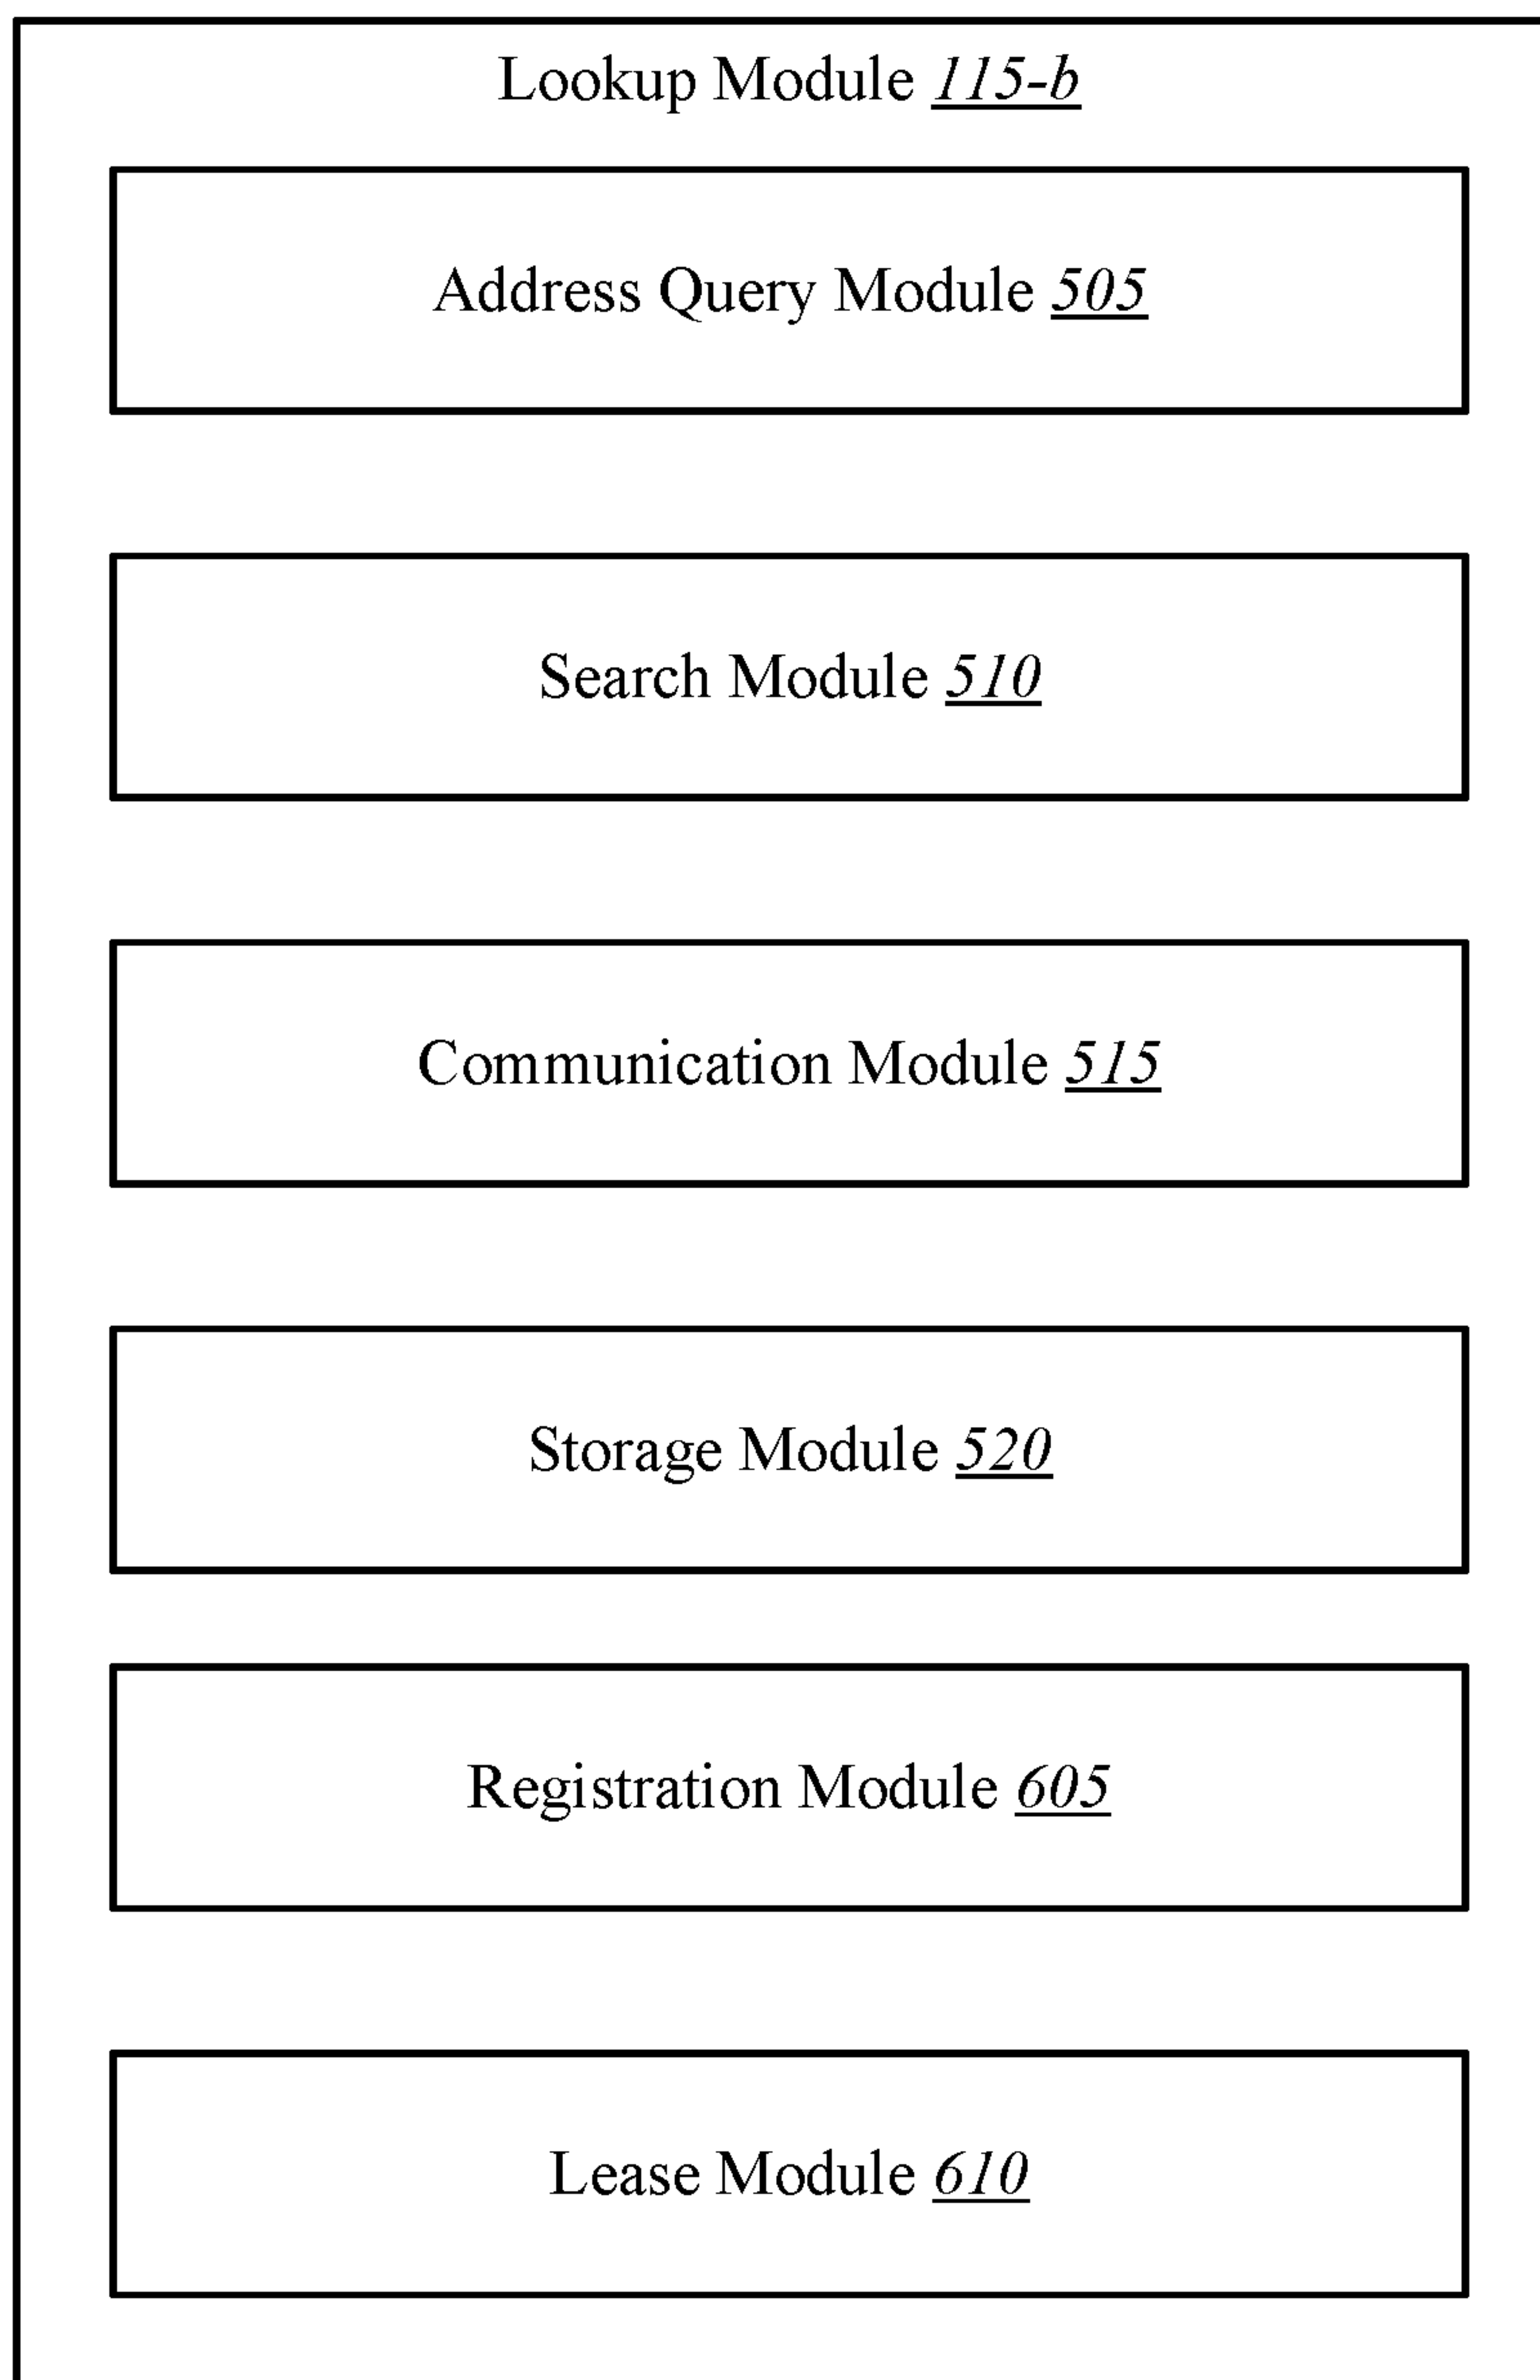 Lookup Module 115-b
Address Query Module 505
Search Module 510
Communication Module 515
Storage Module 520
Registration Module 605
Lease Module 610